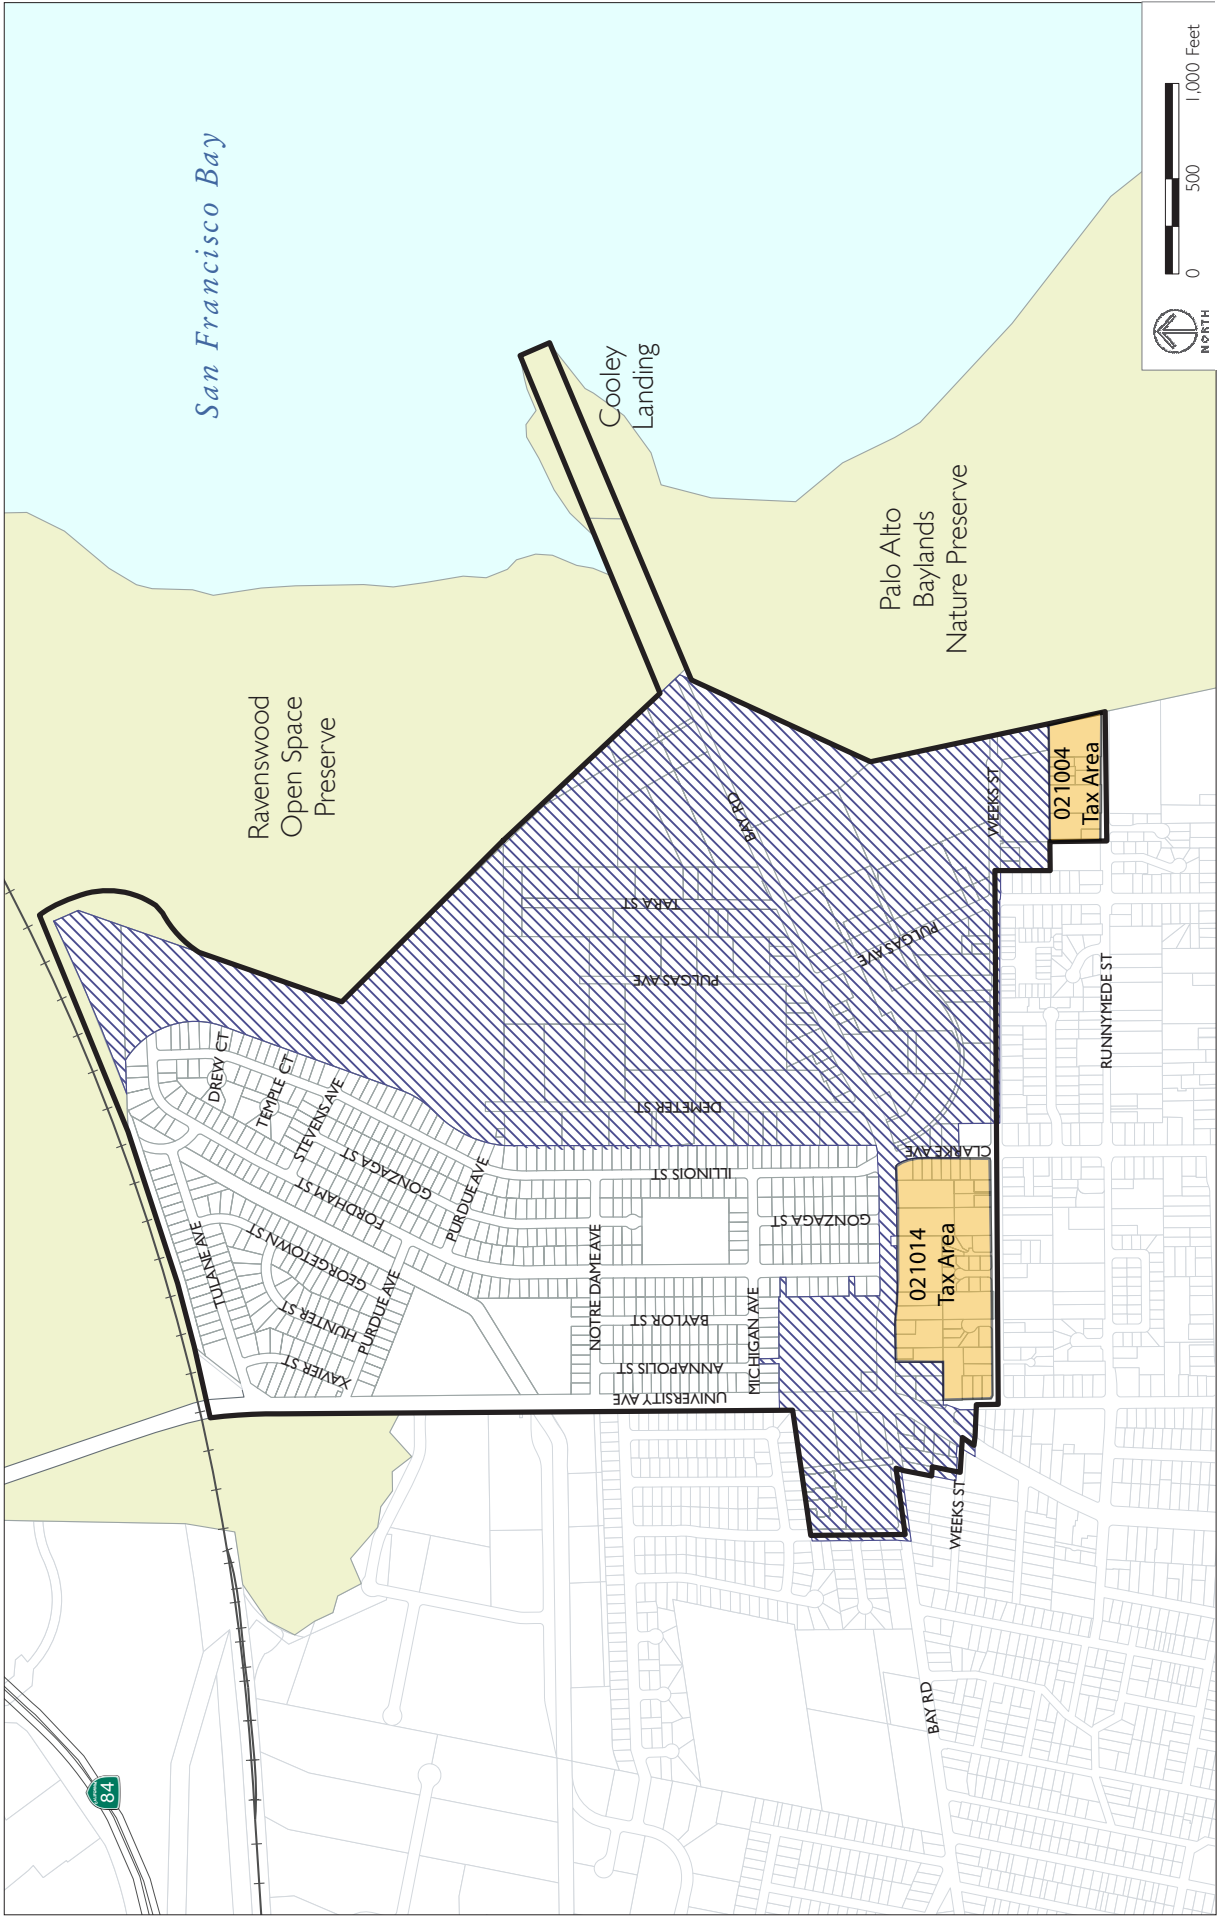 San Francisco Bay
Ravenswood
Open Space
Preserve
Cooley
Landing
Palo Alto
Baylands
Nature Preserve
021004
Tax Area
021014
Tax Area
DREW CT
TEMPLE CT
STEVENS AVE
GONZAGA ST
FORDHAM ST
PURDUE AVE
TULANE AVE
GEORGETOWN ST
HUNTER ST
PURDUE AVE
XAVIER ST
NOTRE DAME AVE
ILLINOIS ST
GONZAGA ST
BAYLOR ST
ANNAPOLIS ST
MICHIGAN AVE
UNIVERSITY AVE
DEMETER ST
PULGAS AVE
TARA ST
BAY RD
PULGAS AVE
WEEKS ST
CLARKE AVE
RUNNYMEDE ST
WEEKS ST
BAY RD
CALIFORNIA
84
0 500 1,000 Feet
NORTH